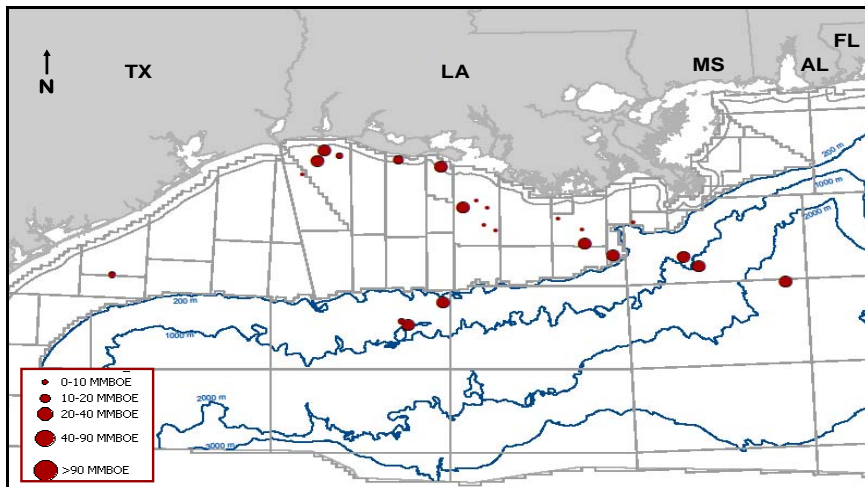 FL
TX
LA
MS
AL
N
200 m
1000 m
2000 m
200 m
1000 m
2000 m
3000 m
0-10 MMBOE
10-20 MMBOE
20-40 MMBOE
40-90 MMBOE
>90 MMBOE